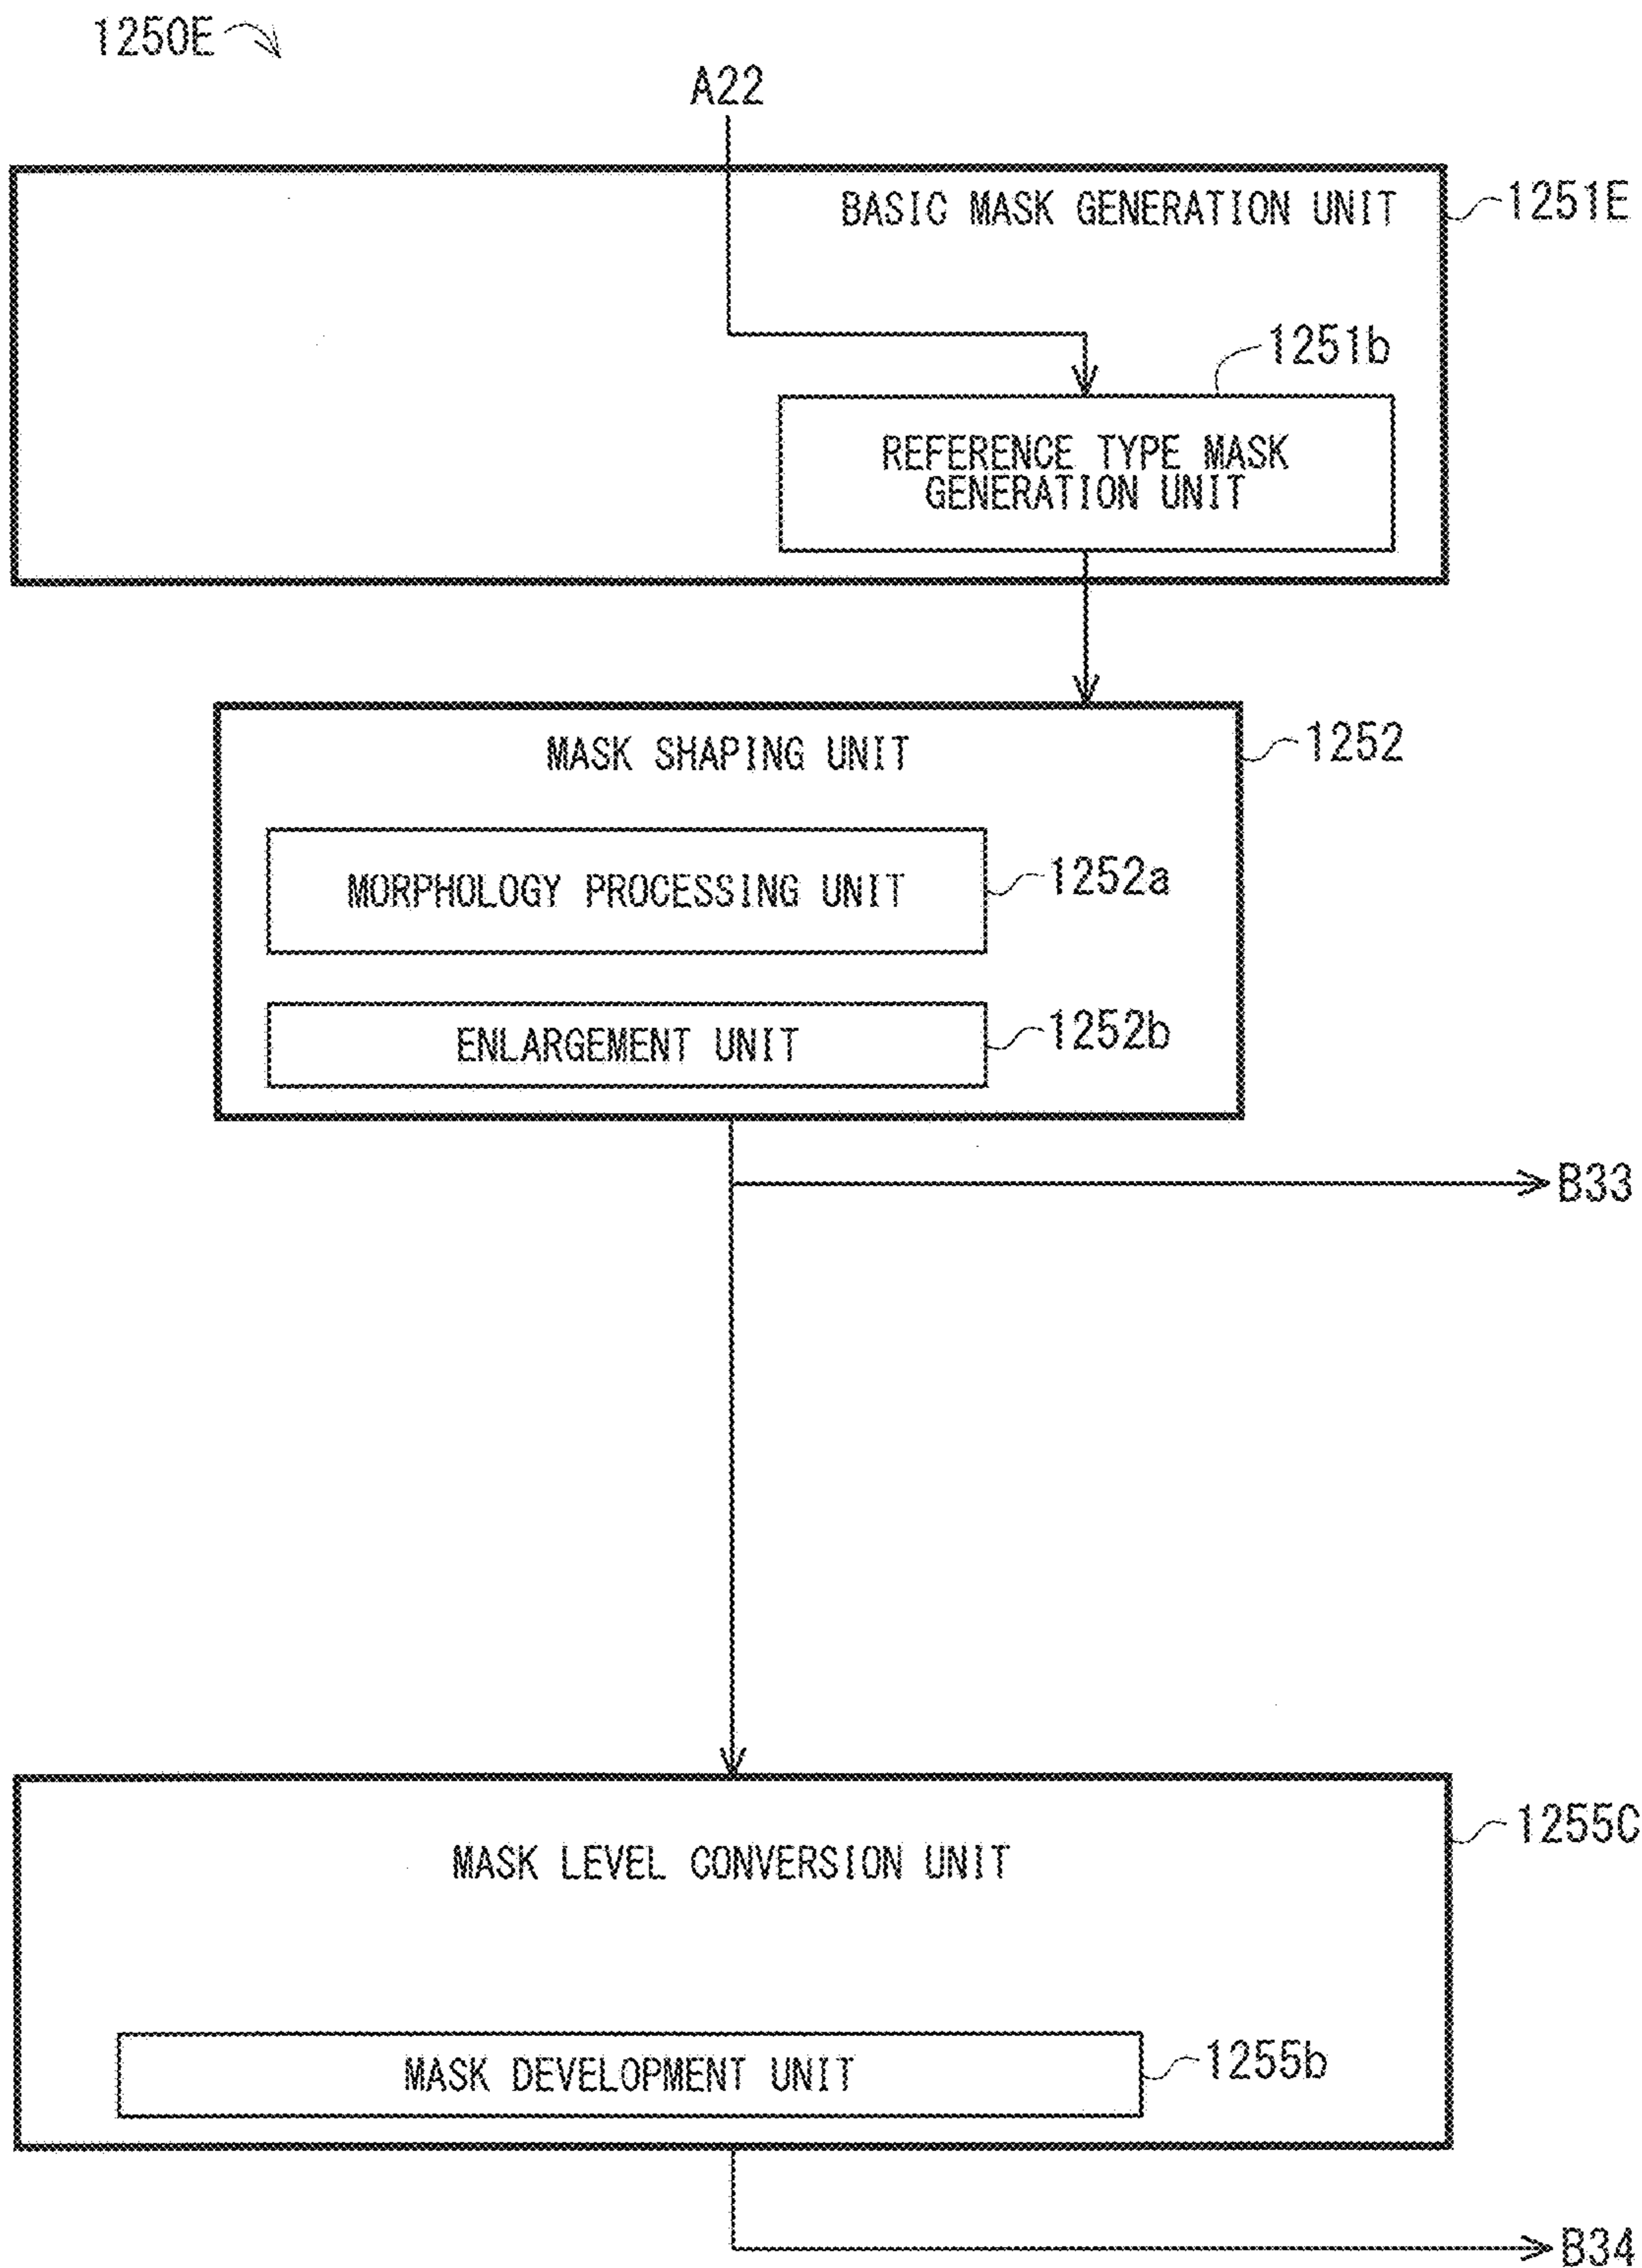 1250E
A22
BASIC MASK GENERATION UNIT
1251E
1251b
REFERENCE TYPE MASK
GENERATION UNIT
MASK SHAPING UNIT
1252
MORPHOLOGY PROCESSING UNIT
1252a
ENLARGEMENT UNIT
1252b
B33
MASK LEVEL CONVERSION UNIT
1255C
MASK DEVELOPMENT UNIT
1255b
B34